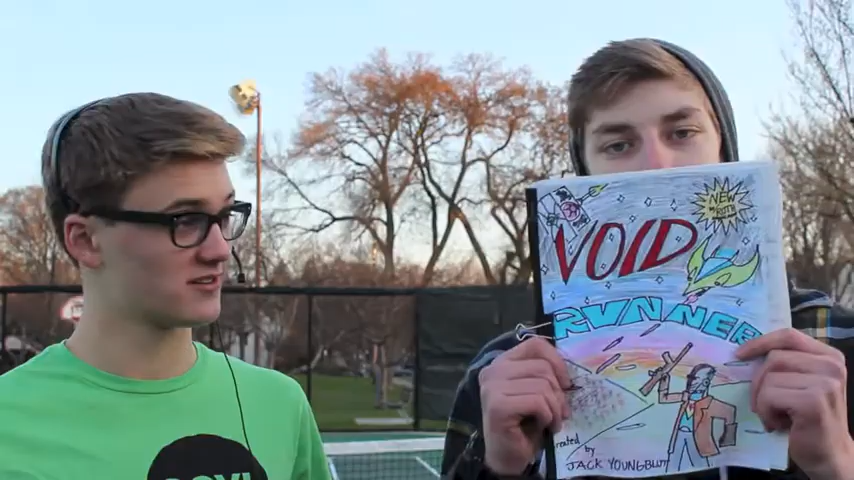 NEW
VOID
RVNNER
created
by
JACK YOUNGBLUT